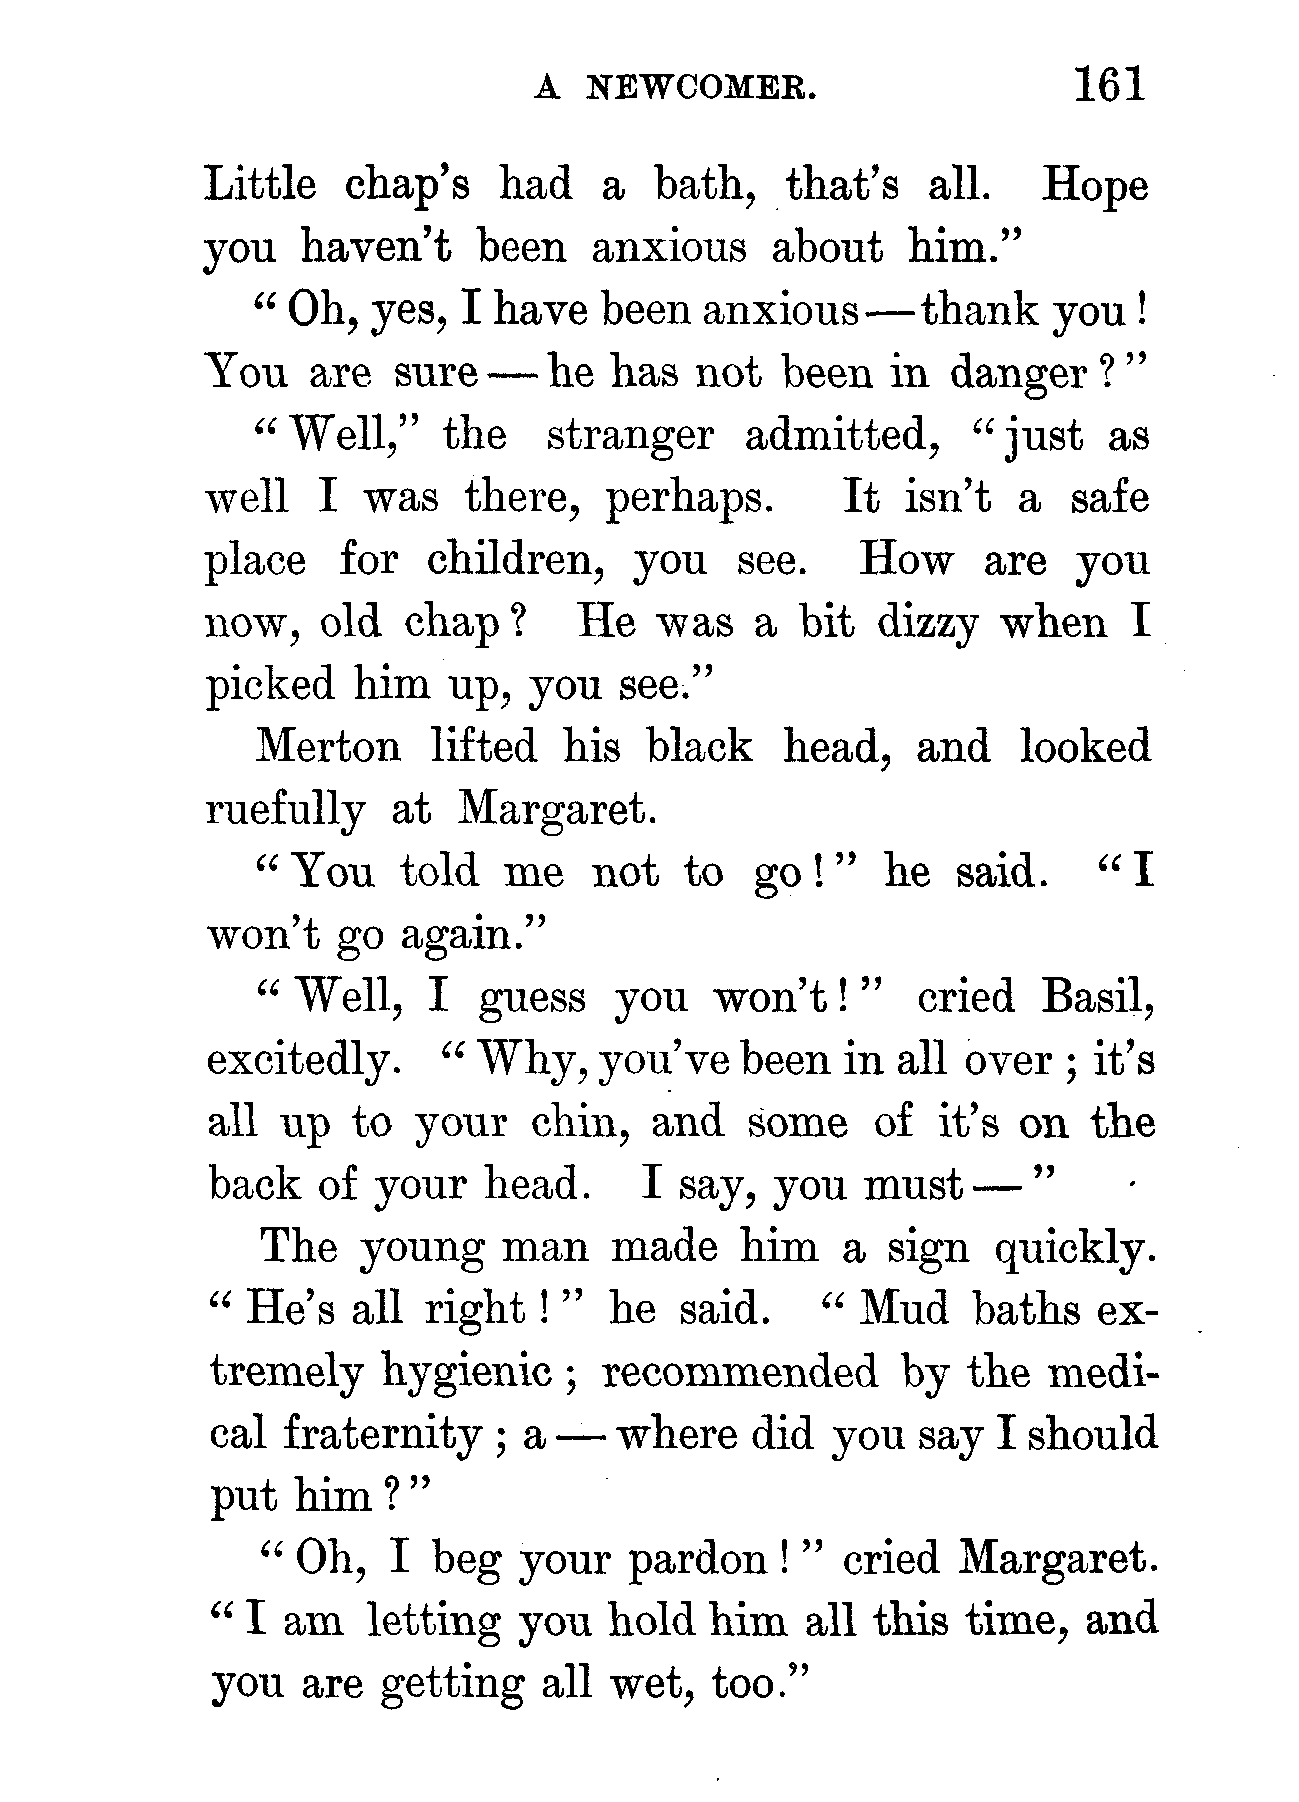 A NEWCOMER. 161
Little chap's had a bath, that's all. Hope
you haven't been anxious about him."
"Oh, yes, I have been anxious—thank you!
You are sure—he has not been in danger?"
"Well," the stranger admitted, "just as
well I was there, perhaps. It isn't a safe
place for children, you see. How are you
now, old chap? He was a bit dizzy when I
picked him up, you see."
Merton lifted his black head, and looked
ruefully at Margaret.
"You told me not to go!" he said. "I
won't go again."
"Well, I guess you won't!" cried Basil,
excitedly. "Why, you've been in all over; it's
all up to your chin, and some of it's on the
back of your head. I say, you must—"
The young man made him a sign quickly.
"He's all right!" he said. "Mud baths ex-
tremely hygienic; recommended by the medi-
cal fraternity; a—where did you say I should
put him?"
"Oh, I beg your pardon!" cried Margaret.
"I am letting you hold him all this time, and
you are getting all wet, too."